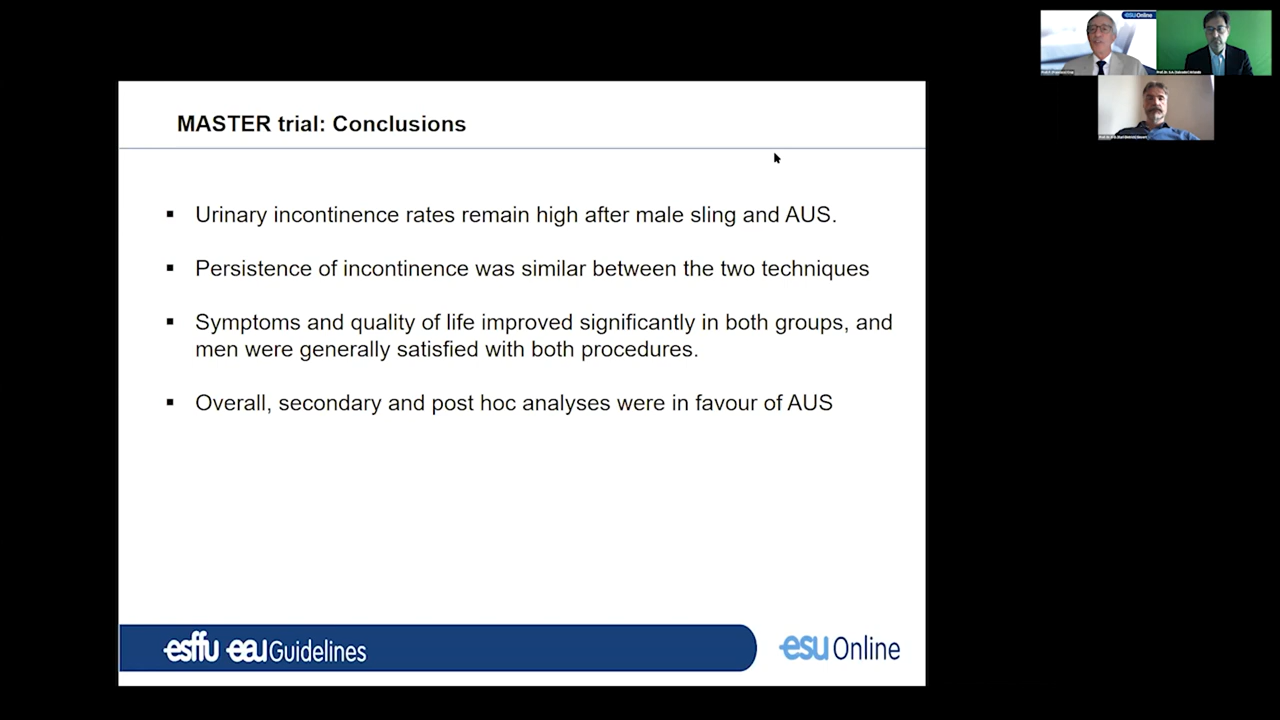 esu Online
MASTER trial: Conclusions
▪ Urinary incontinence rates remain high after male sling and AUS.
▪ Persistence of incontinence was similar between the two techniques
▪ Symptoms and quality of life improved significantly in both groups, and
men were generally satisfied with both procedures.
▪ Overall, secondary and post hoc analyses were in favour of AUS
esffu eau Guidelines
esu Online